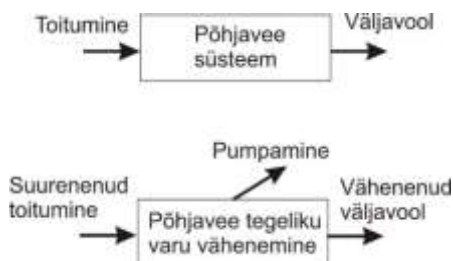 Toitumine
Põhjavee
süsteem
Väljavool
Pumpamine
Suurenenud
toitumine
Põhjavee tegeliku
varu vähenemine
Vähenenud
väljavool